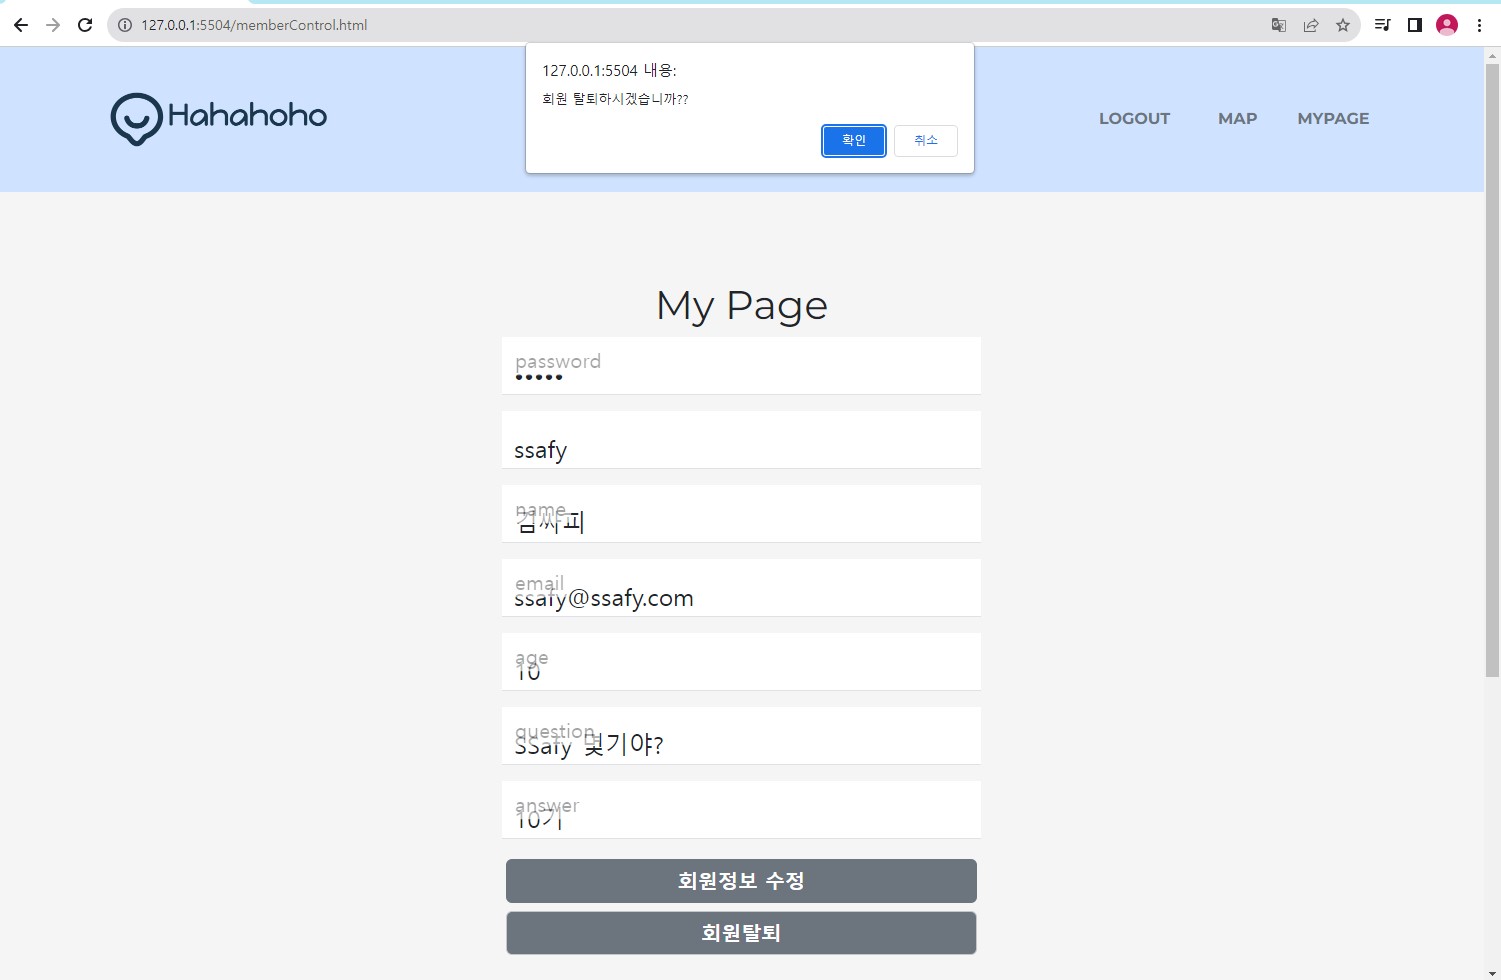 127.0.0.1:5504/memberControl.html
127.0.0.1:5504 내용:
회원 탈퇴하시겠습니까??
확인
취소
Hahahoho
LOGOUT
MAP
MYPAGE
My Page
password
•••••
ssafy
name
김싸피
email
ssafy@ssafy.com
age
10
question
SSafy 몇기야?
answer
10기
회원정보 수정
회원탈퇴